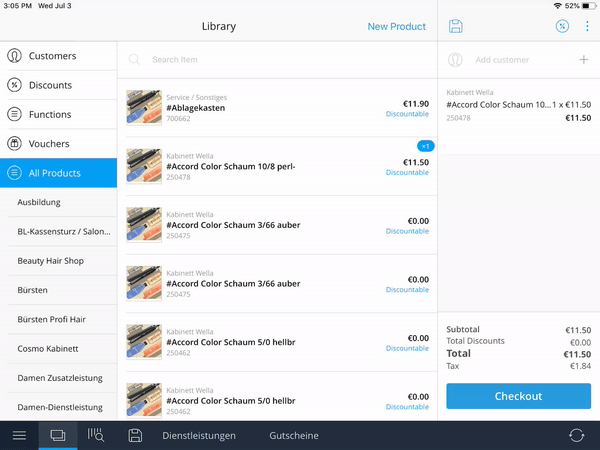 3:05 PM Wed Jul 3
52%
Library
New Product
Customers
Discounts
Functions
Vouchers
All Products
Ausbildung
BL-Kassensturz / Salon...
Beauty Hair Shop
Bürsten
Bürsten Profi Hair
Cosmo Kabinett
Damen Zusatzleistung
Damen-Dienstleistung
Search Item
Service / Sonstiges
#Ablagekasten
700662
€11.90
Discountable
×1
Kabinett Wella
#Accord Color Schaum 10/8 perl-
250478
€11.50
Discountable
Kabinett Wella
#Accord Color Schaum 3/66 auber
250475
€0.00
Discountable
Kabinett Wella
#Accord Color Schaum 3/66 auber
250475
€0.00
Discountable
Kabinett Wella
#Accord Color Schaum 5/0 hellbr
250462
€0.00
Discountable
Kabinett Wella
#Accord Color Schaum 5/0 hellbr
250462
€0.00
Discountable
Add customer
Kabinett Wella
#Accord Color Schaum 10...1 x €11.50
250478 €11.50
Subtotal €11.50
Total Discounts €0.00
Total €11.50
Tax €1.84
Checkout
Dienstleistungen
Gutscheine